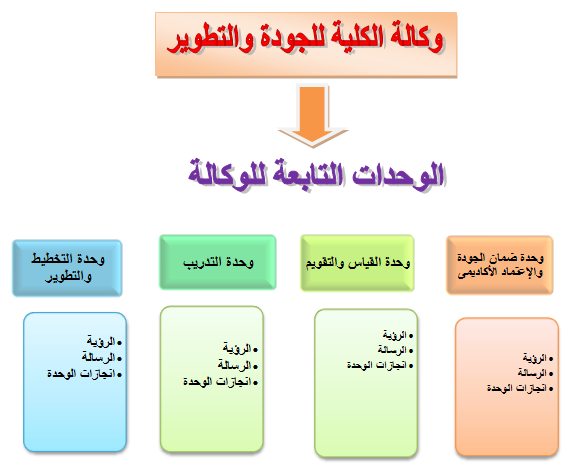 وكالة الكلية للجودة والتطوير
الوحدات التابعة للوكالة
وحدة ضمان الجودة
والإعتماد الأكاديمى
وحدة القياس والتقويم
وحدة التدريب
وحدة التخطيط
والتطوير
• الرؤية
• الرسالة
• انجازات الوحدة
• الرؤية
• الرسالة
• انجازات الوحدة
• الرؤية
• الرسالة
• انجازات الوحدة
• الرؤية
• الرسالة
• انجازات الوحدة